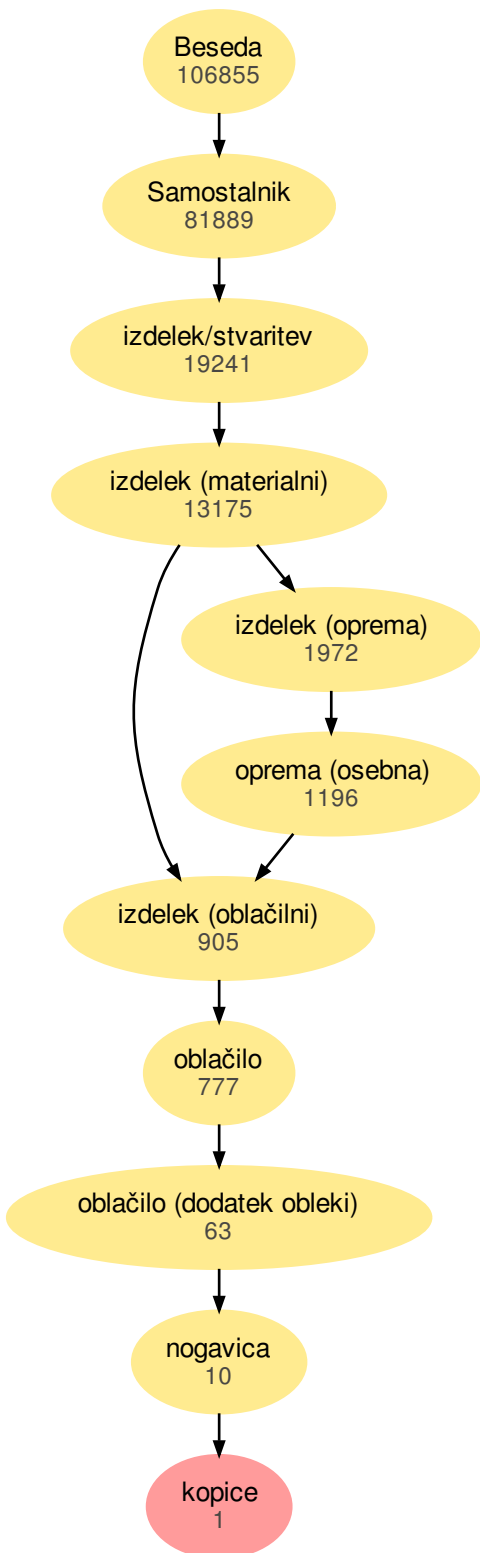 Beseda
106855
Samostalnik
81889
izdelek/stvaritev
19241
izdelek (materialni)
13175
izdelek (oprema)
1972
oprema (osebna)
1196
izdelek (oblačilni)
905
oblačilo
777
oblačilo (dodatek obleki)
63
nogavica
10
kopice
1